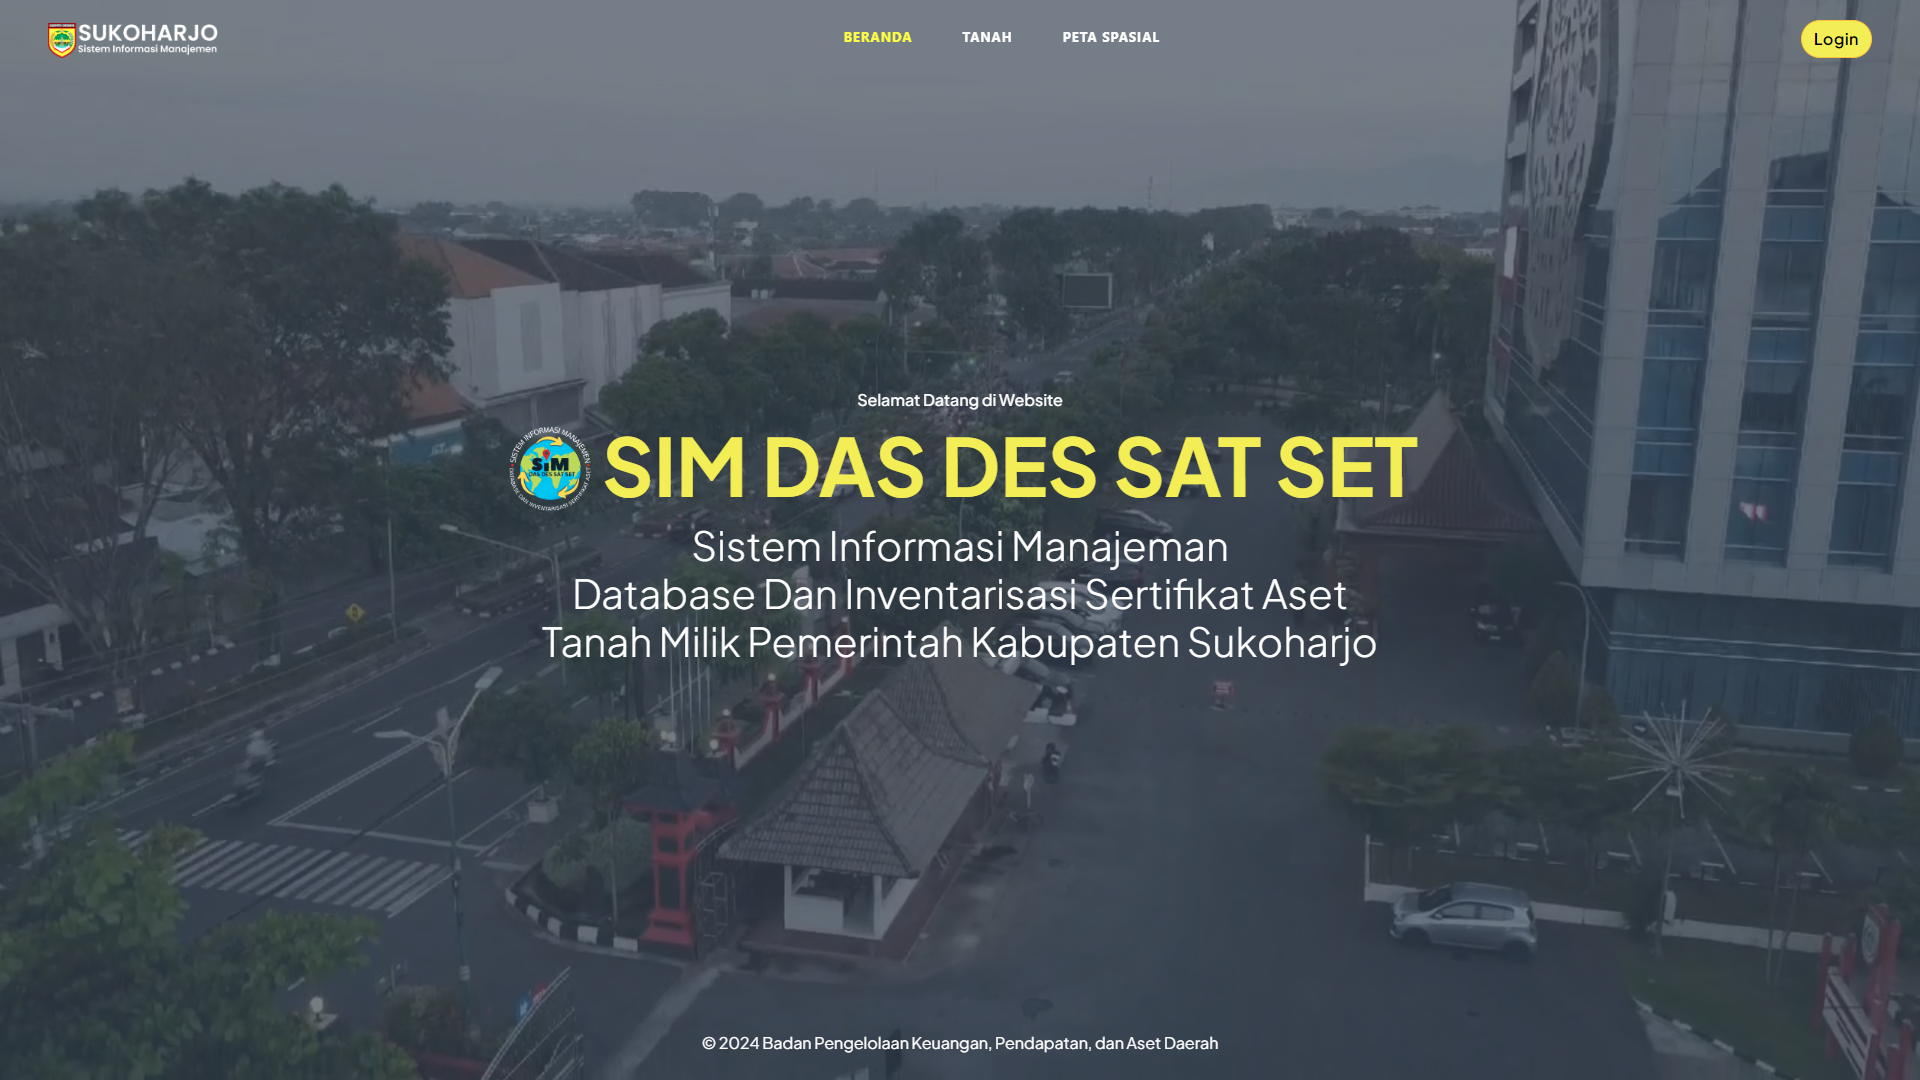 SUKOHARJO
Sistem Informasi Manajemen
BERANDA
TANAH
PETA SPASIAL
Login
Selamat Datang di Website
SISTEM INFORMASI MANAJEMEN
SIM
DAS DES SAT SET
DATABASE DAN INVENTARISASI SERTIFIKAT ASET
SIM DAS DES SAT SET
Sistem Informasi Manajeman
Database Dan Inventarisasi Sertifikat Aset
Tanah Milik Pemerintah Kabupaten Sukoharjo
© 2024 Badan Pengelolaan Keuangan, Pendapatan, dan Aset Daerah